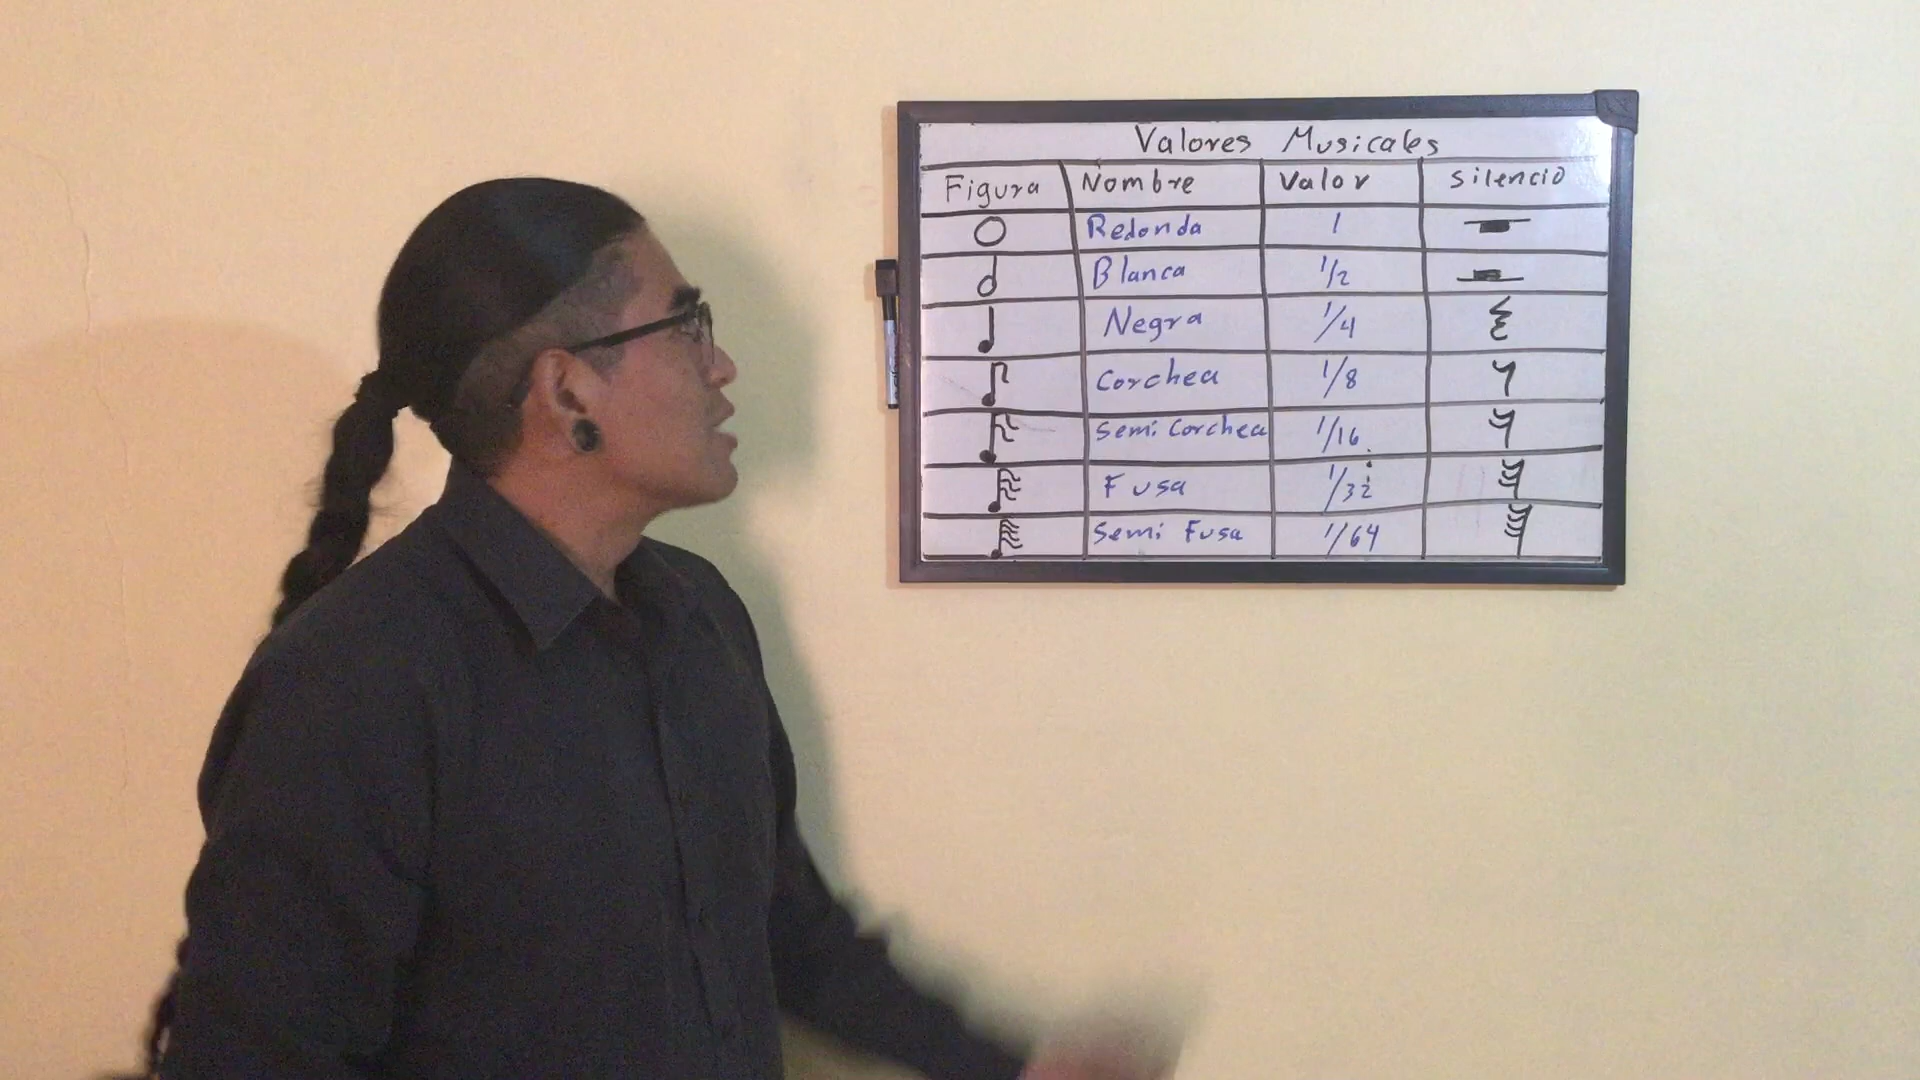 Valores Musicales
Figura Nombre Valor Silencio
Redonda 1
Blanca 1/2
Negra 1/4
Corchea 1/8
Semi Corchea 1/16
Fusa 1/32
Semi Fusa 1/64